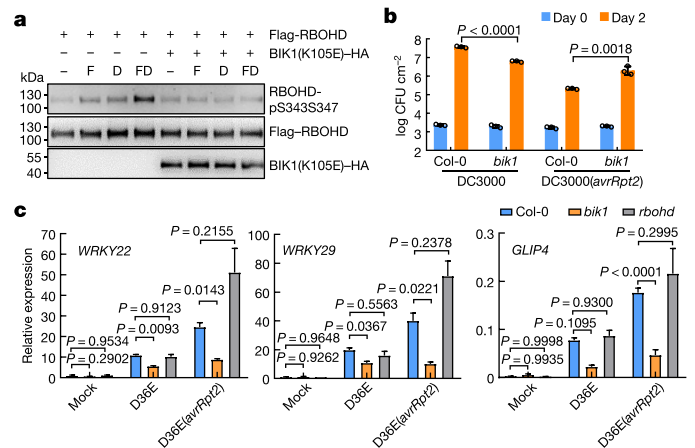 a
+ + + + + + + + Flag-RBOHD
– – – – + + + + BIK1(K105E)–HA
kDa – F D FD – F D FD
130
100
RBOHD-
pS343S347
130
100
Flag–RBOHD
55
40
BIK1(K105E)–HA
b
Day 0 Day 2
P < 0.0001
P = 0.0018
log CFU cm⁻²
9
8
7
6
5
4
3
2
Col-0 bik1 Col-0 bik1
DC3000 DC3000(avrRpt2)
c
Col-0 bik1 rbohd
Relative expression
70
60
50
40
30
20
10
0
WRKY22
P = 0.2155
P = 0.0143
P = 0.9123
P = 0.0093
P = 0.9534
P = 0.2902
Mock
D36E
D36E(avrRpt2)
100
80
60
40
20
0
WRKY29
P = 0.2378
P = 0.0221
P = 0.5563
P = 0.0367
P = 0.9648
P = 0.9262
Mock
D36E
D36E(avrRpt2)
0.3
0.2
0.1
0
GLIP4
P = 0.2995
P < 0.0001
P = 0.9300
P = 0.1095
P = 0.9998
P = 0.9935
Mock
D36E
D36E(avrRpt2)